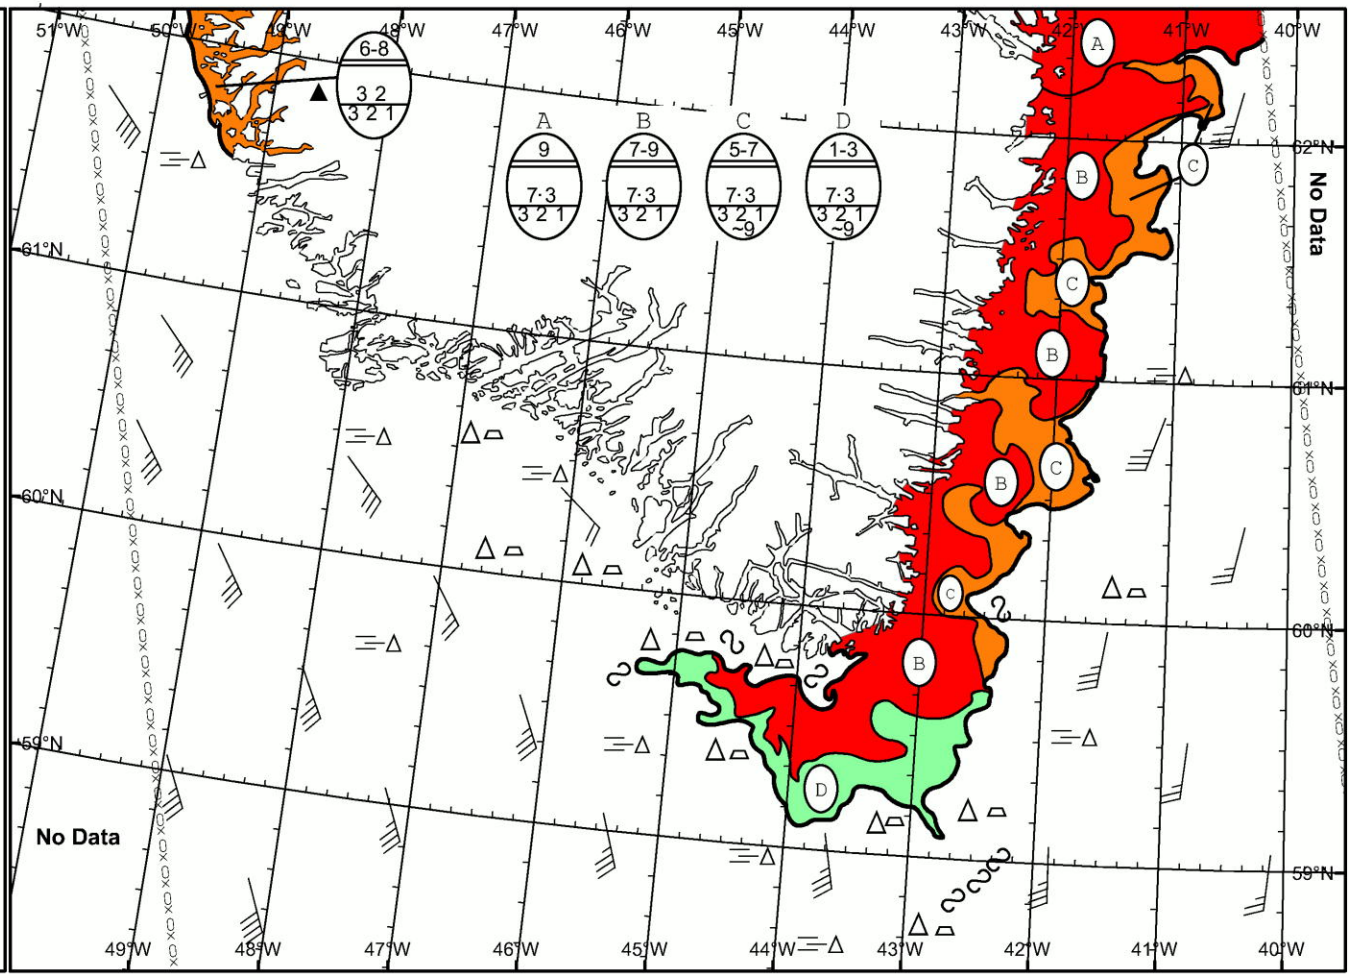 51°W 50°W 49°W 48°W 47°W 46°W 45°W 44°W 43°W 42°W 41°W 40°W
6-8
3 2
3 2 1
A B C D
9 7-9 5-7 1-3
7·3 7·3 7·3 7·3
3 2 1 3 2 1 3 2 1 3 2 1
~9 ~9
A
62°N
C
B
No Data
61°N
C
B
61°N
C
B
60°N
C
60°N
B
59°N
D
No Data
59°N
49°W 48°W 47°W 46°W 45°W 44°W 43°W 42°W 41°W 40°W